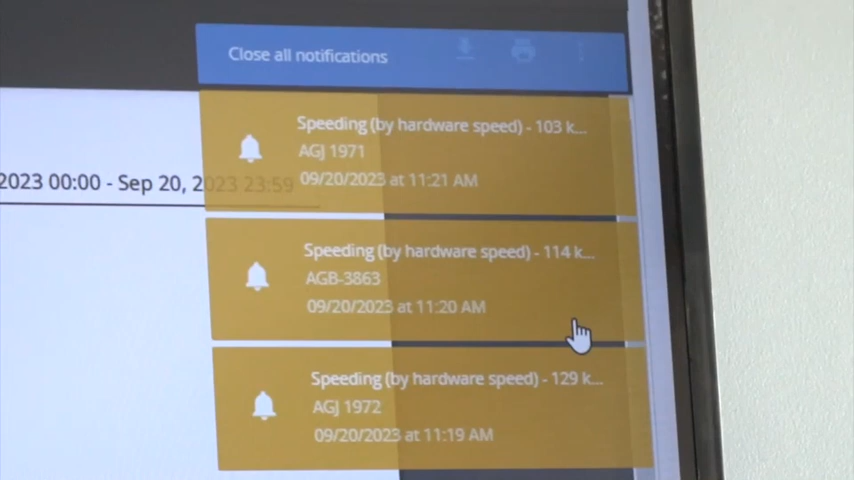 Close all notifications
Speeding (by hardware speed) - 103 k...
AGJ 1971
09/20/2023 at 11:21 AM
2023 00:00 - Sep 20, 2023 23:59
Speeding (by hardware speed) - 114 k...
AGB-3863
09/20/2023 at 11:20 AM
Speeding (by hardware speed) - 129 k...
AGJ 1972
09/20/2023 at 11:19 AM